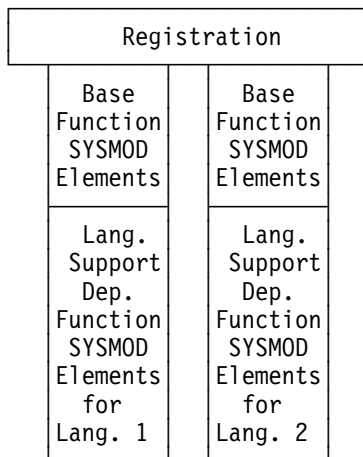 Registration
Base
Function
SYSMOD
Elements
Base
Function
SYSMOD
Elements
Lang.
Support
Dep.
Function
SYSMOD
Elements
for
Lang. 1
Lang.
Support
Dep.
Function
SYSMOD
Elements
for
Lang. 2